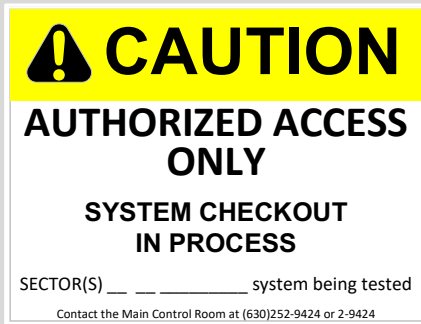 CAUTION
AUTHORIZED ACCESS
ONLY
SYSTEM CHECKOUT
IN PROCESS
SECTOR(S) __ __ _________ system being tested
Contact the Main Control Room at (630)252-9424 or 2-9424